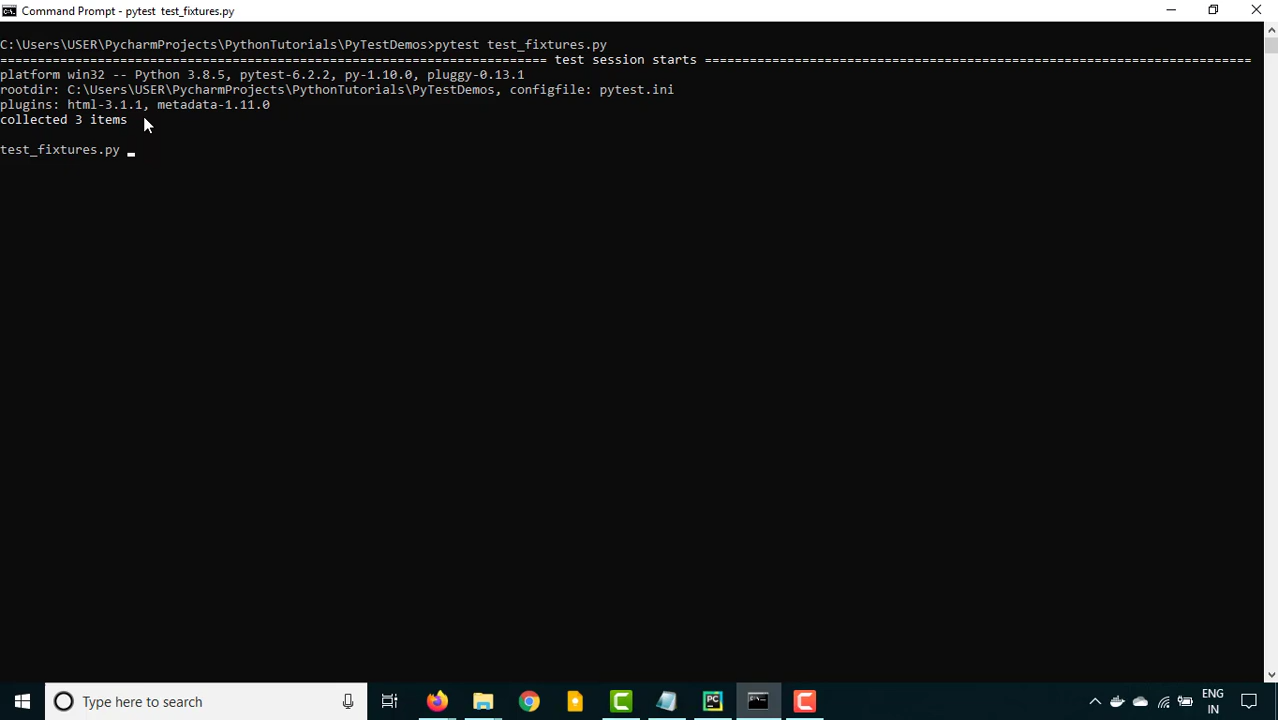 Command Prompt - pytest  test_fixtures.py
C:\Users\USER\PycharmProjects\PythonTutorials\PyTestDemos>pytest test_fixtures.py
========================================================================= test session starts =========================================================================
platform win32 -- Python 3.8.5, pytest-6.2.2, py-1.10.0, pluggy-0.13.1
rootdir: C:\Users\USER\PycharmProjects\PythonTutorials\PyTestDemos, configfile: pytest.ini
plugins: html-3.1.1, metadata-1.11.0
collected 3 items
test_fixtures.py
Type here to search
ENG
IN